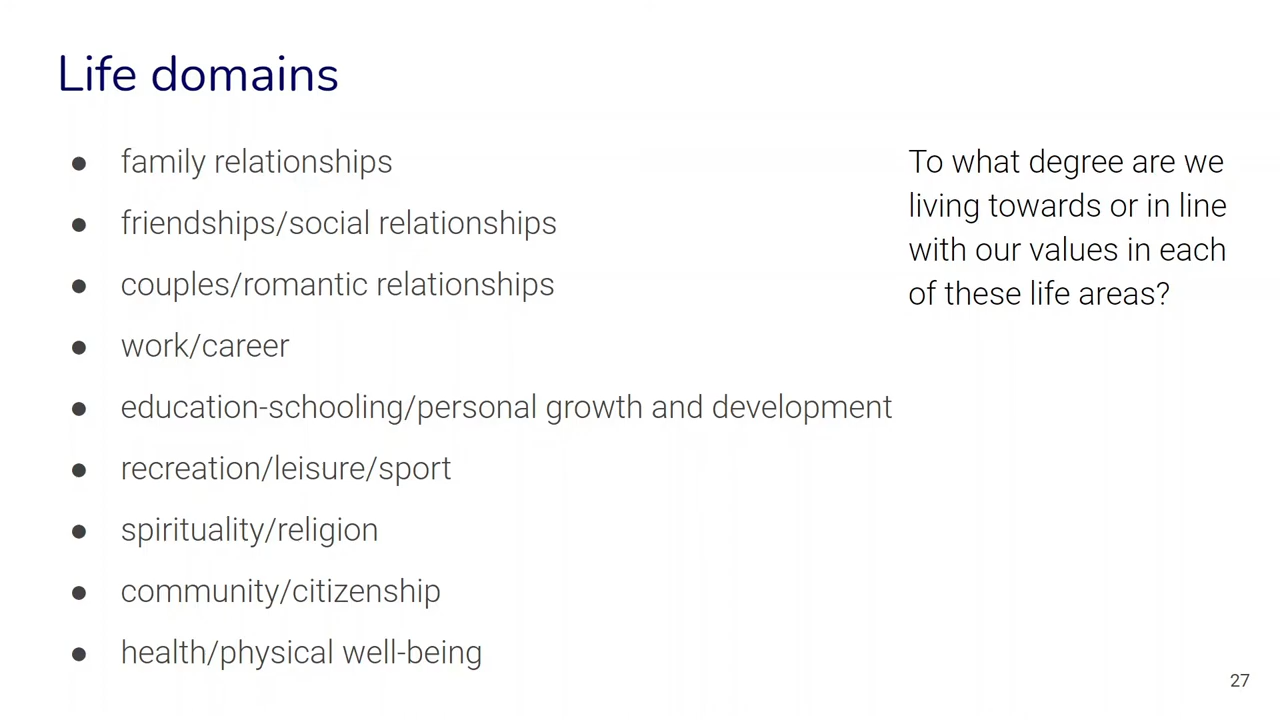 Life domains
● family relationships
● friendships/social relationships
● couples/romantic relationships
● work/career
● education-schooling/personal growth and development
● recreation/leisure/sport
● spirituality/religion
● community/citizenship
● health/physical well-being
To what degree are we
living towards or in line
with our values in each
of these life areas?
27